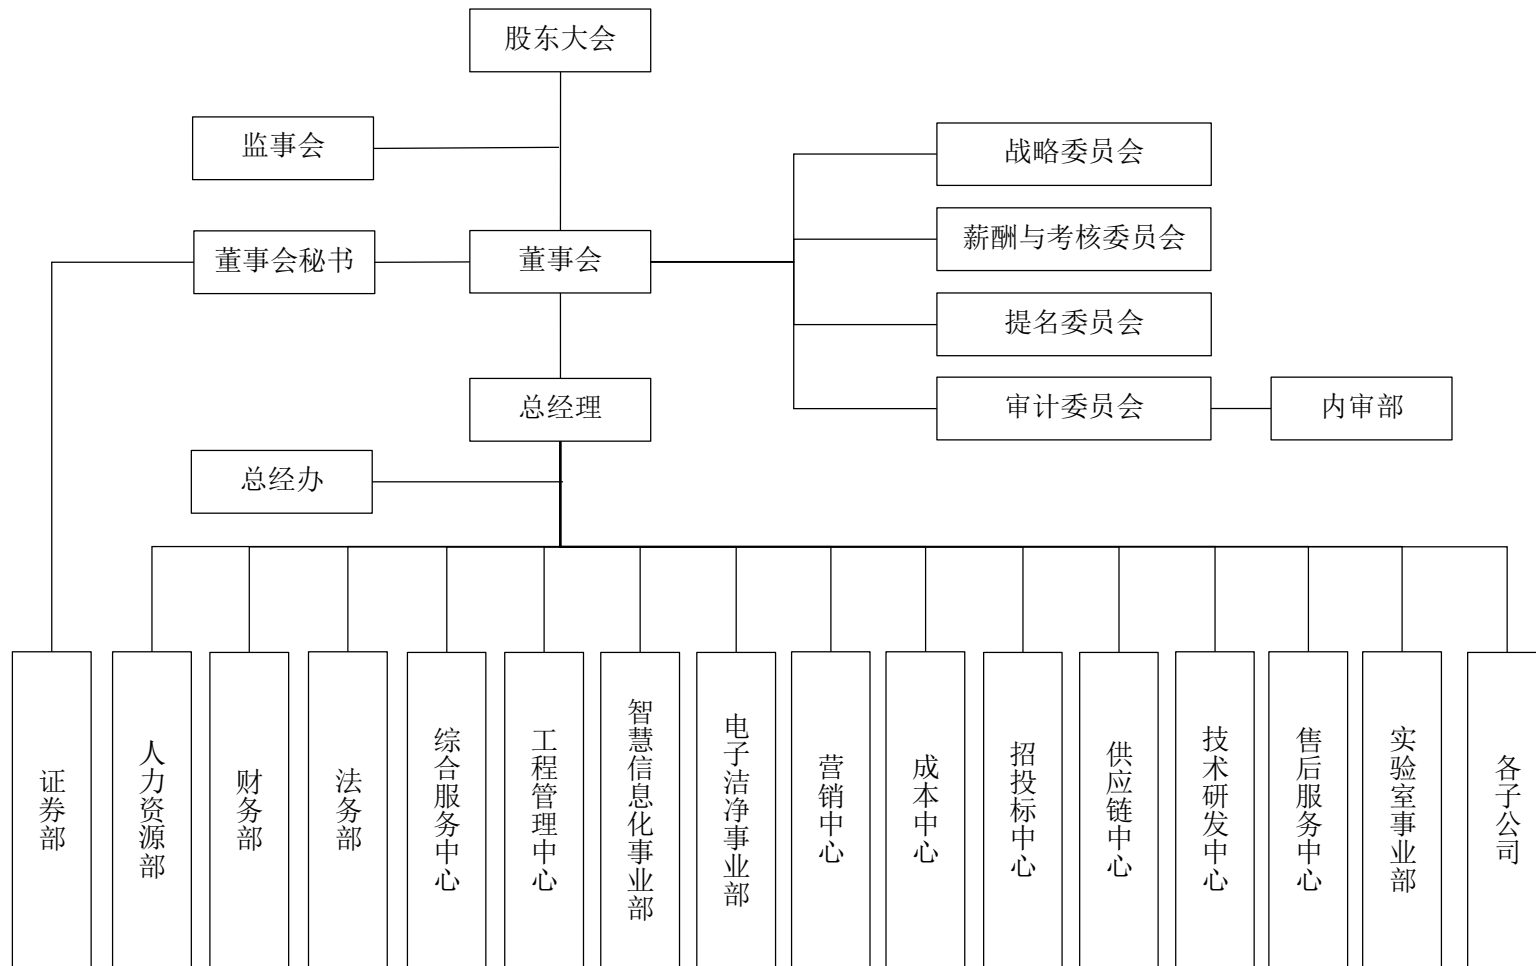 股东大会
监事会
战略委员会
薪酬与考核委员会
董事会秘书
董事会
提名委员会
总经理
审计委员会
内审部
总经办
证券部
人力资源部
财务部
法务部
综合服务中心
工程管理中心
智慧信息化事业部
电子洁净事业部
营销中心
成本中心
招投标中心
供应链中心
技术研发中心
售后服务中心
实验室事业部
各子公司